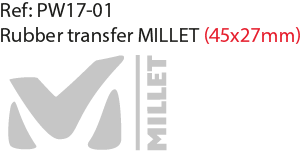 Ref: PW17-01
Rubber transfer MILLET (45x27mm)
MILLET